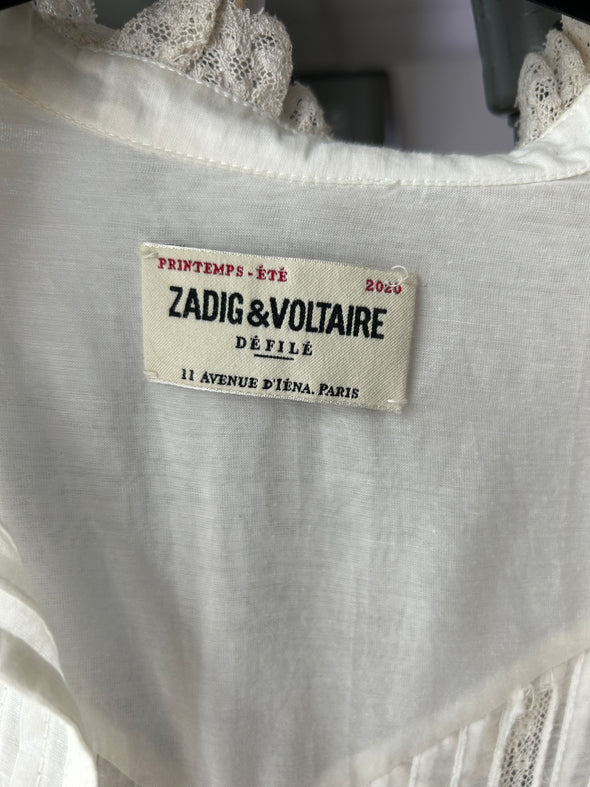 PRINTEMPS - ÉTÉ 2020
ZADIG & VOLTAIRE
DÉFILÉ
11 AVENUE D'IÉNA. PARIS